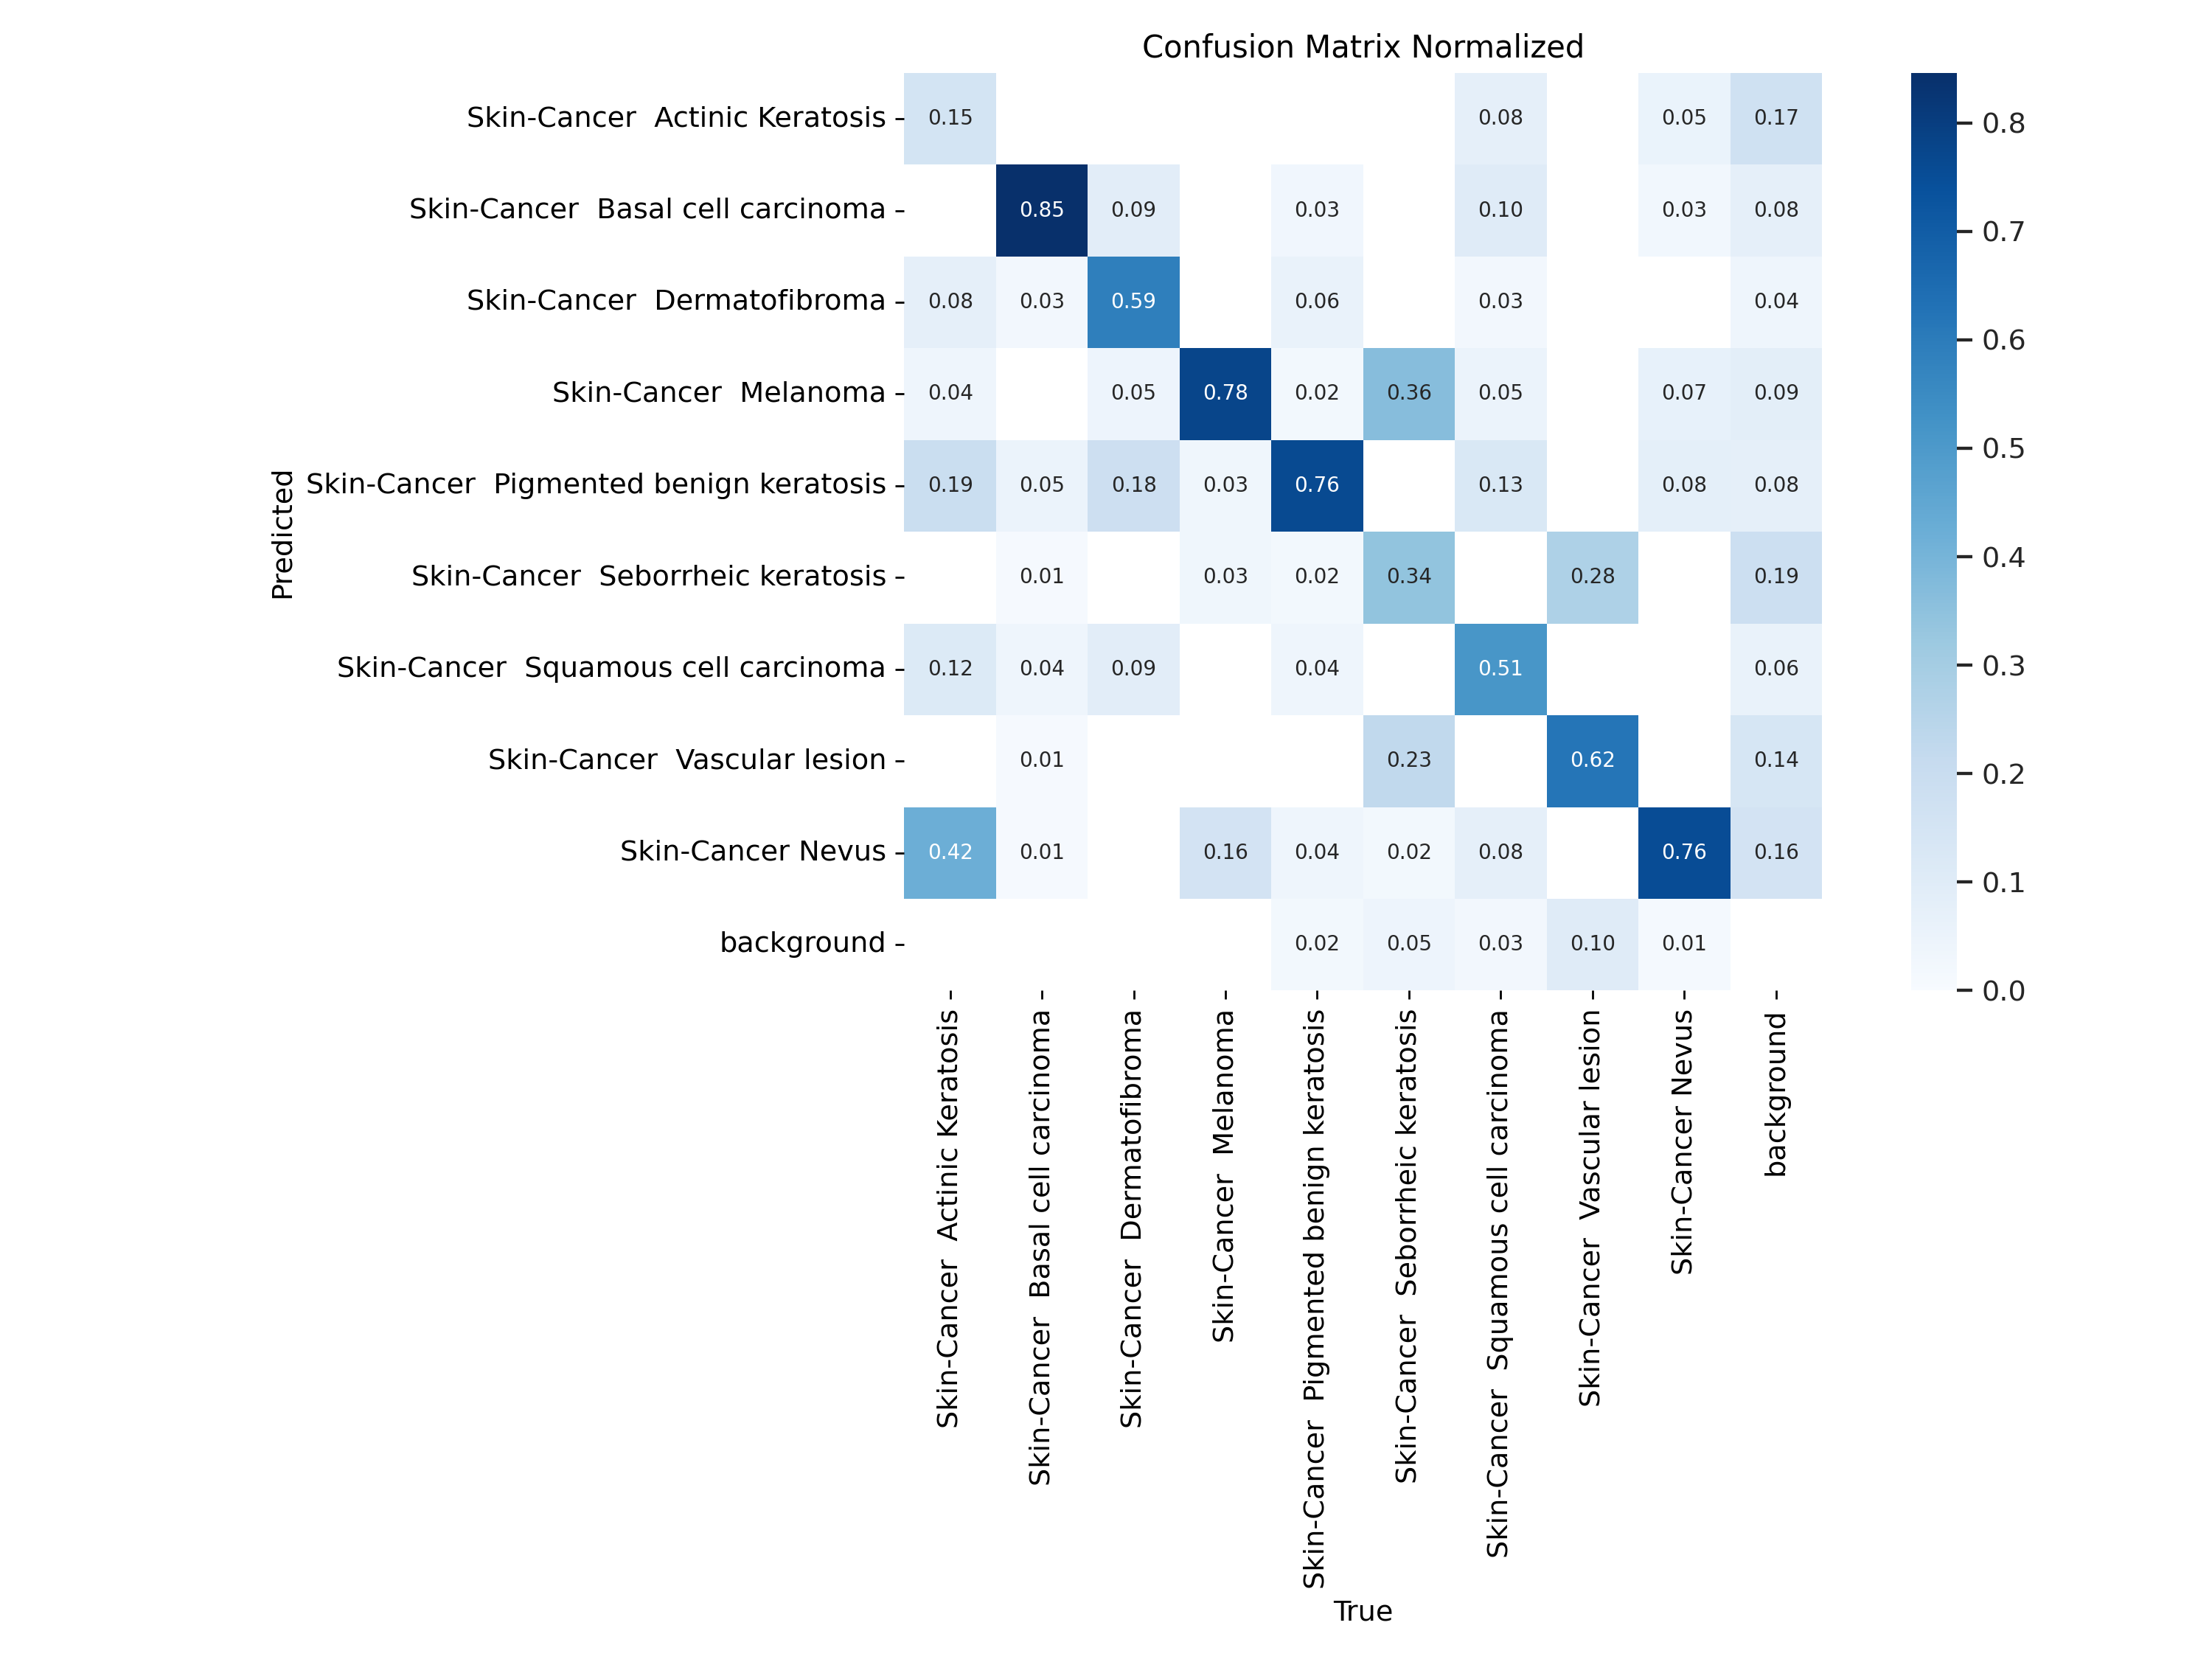 Confusion Matrix Normalized
Skin-Cancer  Actinic Keratosis 0.15 0.08 0.05 0.17
Skin-Cancer  Basal cell carcinoma 0.85 0.09 0.03 0.10 0.03 0.08
Skin-Cancer  Dermatofibroma 0.08 0.03 0.59 0.06 0.03 0.04
Skin-Cancer  Melanoma 0.04 0.05 0.78 0.02 0.36 0.05 0.07 0.09
Skin-Cancer  Pigmented benign keratosis 0.19 0.05 0.18 0.03 0.76 0.13 0.08 0.08
Skin-Cancer  Seborrheic keratosis 0.01 0.03 0.02 0.34 0.28 0.19
Skin-Cancer  Squamous cell carcinoma 0.12 0.04 0.09 0.04 0.51 0.06
Skin-Cancer  Vascular lesion 0.01 0.23 0.62 0.14
Skin-Cancer Nevus 0.42 0.01 0.16 0.04 0.02 0.08 0.76 0.16
background 0.02 0.05 0.03 0.10 0.01
Predicted
Skin-Cancer  Actinic Keratosis
Skin-Cancer  Basal cell carcinoma
Skin-Cancer  Dermatofibroma
Skin-Cancer  Melanoma
Skin-Cancer  Pigmented benign keratosis
Skin-Cancer  Seborrheic keratosis
Skin-Cancer  Squamous cell carcinoma
Skin-Cancer  Vascular lesion
Skin-Cancer Nevus
background
True
0.8
0.7
0.6
0.5
0.4
0.3
0.2
0.1
0.0